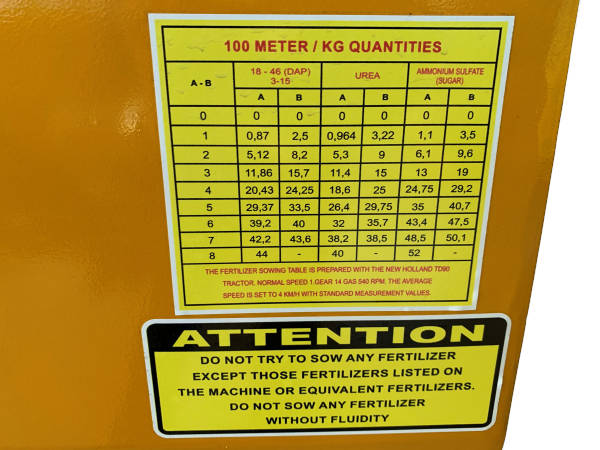 100 METER / KG QUANTITIES
A - B 18 - 46 (DAP) 3-15 UREA AMMONIUM SULFATE (SUGAR)
A B A B A B
0 0 0 0 0 0 0
1 0,87 2,5 0,964 3,22 1,1 3,5
2 5,12 8,2 5,3 9 6,1 9,6
3 11,86 15,7 11,4 15 13 19
4 20,43 24,25 18,6 25 24,75 29,2
5 29,37 33,5 26,4 29,75 35 40,7
6 39,2 40 32 35,7 43,4 47,5
7 42,2 43,6 38,2 38,5 48,5 50,1
8 44 - 40 - 52 -
THE FERTILIZER SOWING TABLE IS PREPARED WITH THE NEW HOLLAND TD90
TRACTOR. NORMAL SPEED 1.GEAR 14 GAS 540 RPM, THE AVERAGE
SPEED IS SET TO 4 KM/H WITH STANDARD MEASUREMENT VALUES.
ATTENTION
DO NOT TRY TO SOW ANY FERTILIZER
EXCEPT THOSE FERTILIZERS LISTED ON
THE MACHINE OR EQUIVALENT FERTILIZERS.
DO NOT SOW ANY FERTILIZER
WITHOUT FLUIDITY